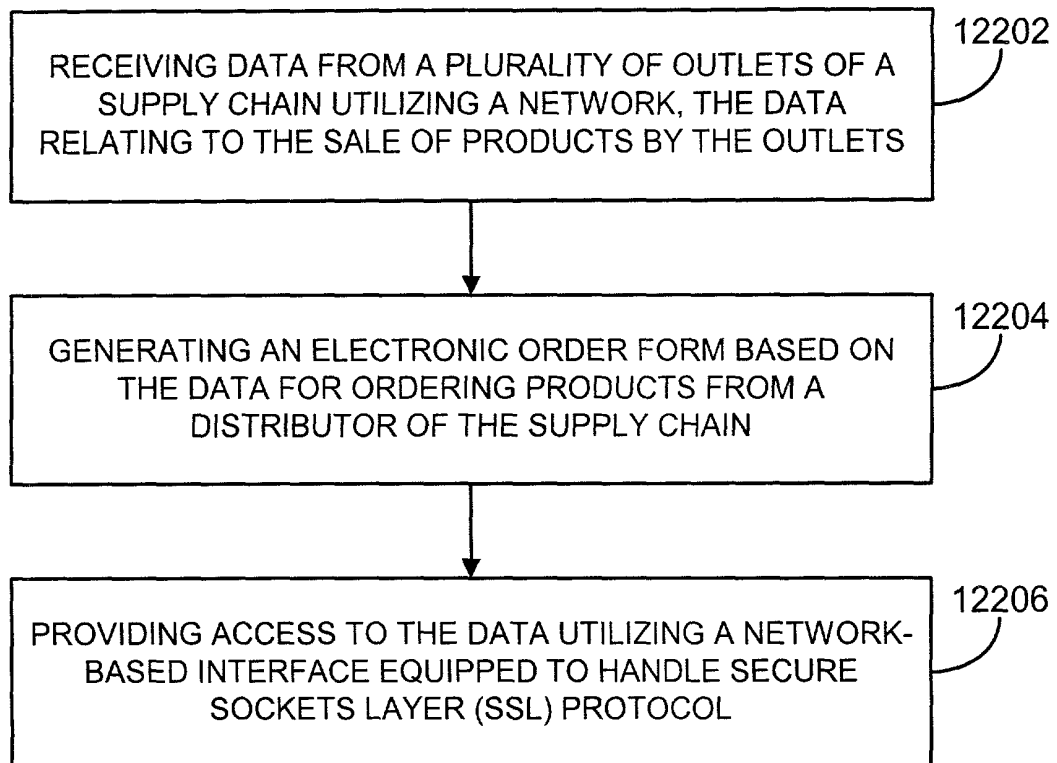 12202
RECEIVING DATA FROM A PLURALITY OF OUTLETS OF A
SUPPLY CHAIN UTILIZING A NETWORK, THE DATA
RELATING TO THE SALE OF PRODUCTS BY THE OUTLETS
12204
GENERATING AN ELECTRONIC ORDER FORM BASED ON
THE DATA FOR ORDERING PRODUCTS FROM A
DISTRIBUTOR OF THE SUPPLY CHAIN
12206
PROVIDING ACCESS TO THE DATA UTILIZING A NETWORK-
BASED INTERFACE EQUIPPED TO HANDLE SECURE
SOCKETS LAYER (SSL) PROTOCOL